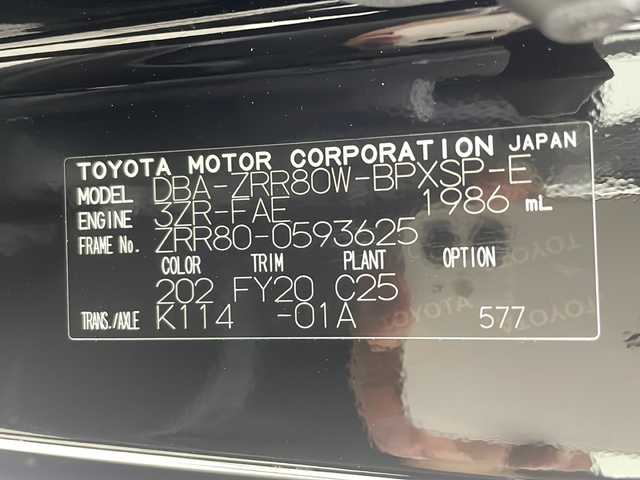 TOYOTA MOTOR CORPORATION JAPAN
MODEL DBA-ZRR80W-BPXSP-E
ENGINE 3ZR-FAE 1986 mL
FRAME No. ZRR80-0593625
COLOR TRIM PLANT OPTION
202 FY20 C25
TRANS./AXLE K114 -01A 577